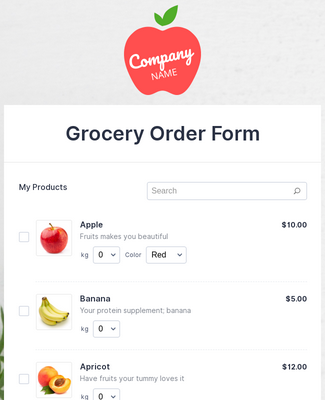 Company
NAME
Grocery Order Form
My Products
Search
Apple
$10.00
Fruits makes you beautiful
kg 0 Color Red
Banana
$5.00
Your protein supplement; banana
kg 0
Apricot
$12.00
Have fruits your tummy loves it
kg 0